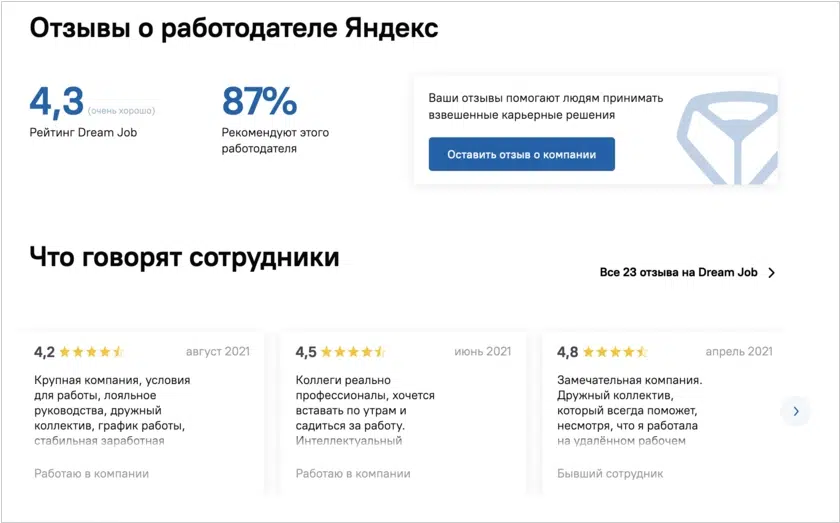 Отзывы о работодателе Яндекс
4,3 (очень хорошо)
Рейтинг Dream Job
87%
Рекомендуют этого
работодателя
Ваши отзывы помогают людям принимать
взвешенные карьерные решения
Оставить отзыв о компании
Что говорят сотрудники
Все 23 отзыва на Dream Job
4,2
август 2021
Крупная компания, условия
для работы, лояльное
руководства, дружный
коллектив, график работы,
стабильная заработная
Работаю в компании
4,5
июнь 2021
Коллеги реально
профессионалы, хочется
вставать по утрам и
садиться за работу.
Интеллектуальный
Работаю в компании
4,8
апрель 2021
Замечательная компания.
Дружный коллектив,
который всегда поможет,
несмотря, что я работала
на удалённом рабочем
Бывший сотрудник